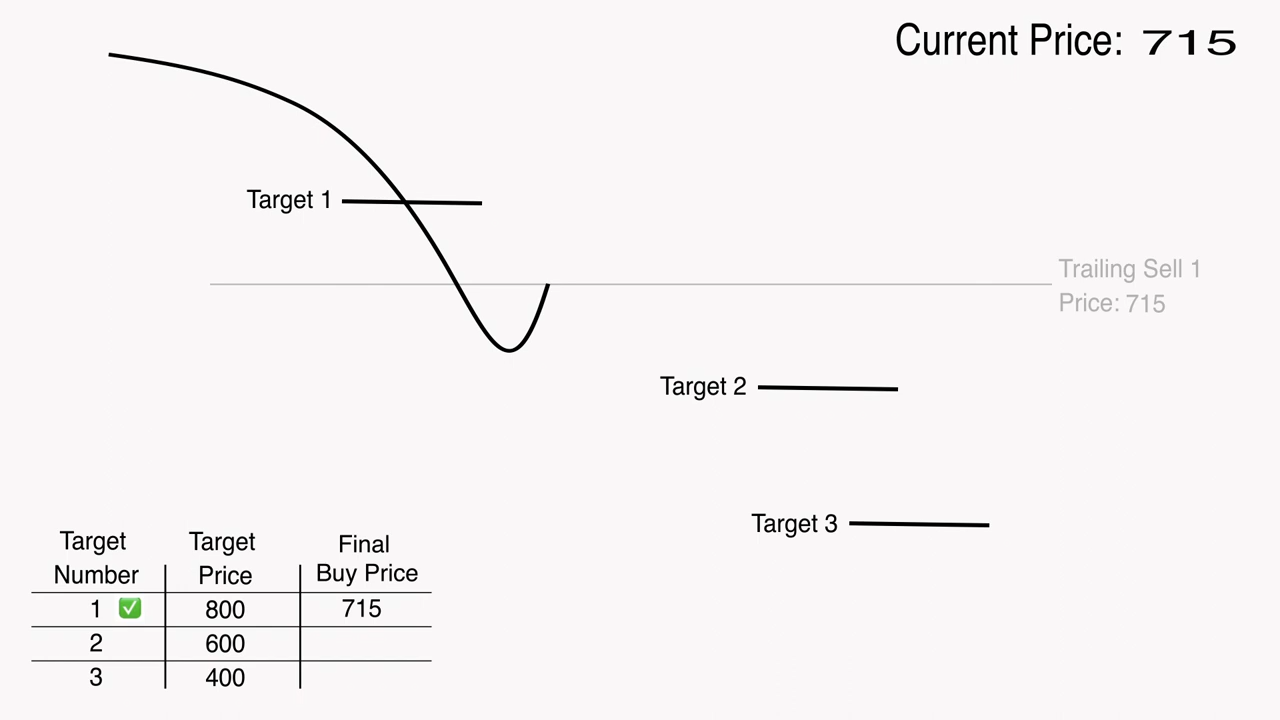 Current Price: 715
Target 1
Trailing Sell 1
Price: 715
Target 2
Target 3
Target Number | Target Price | Final Buy Price
1 ✅ | 800 | 715
2 | 600
3 | 400